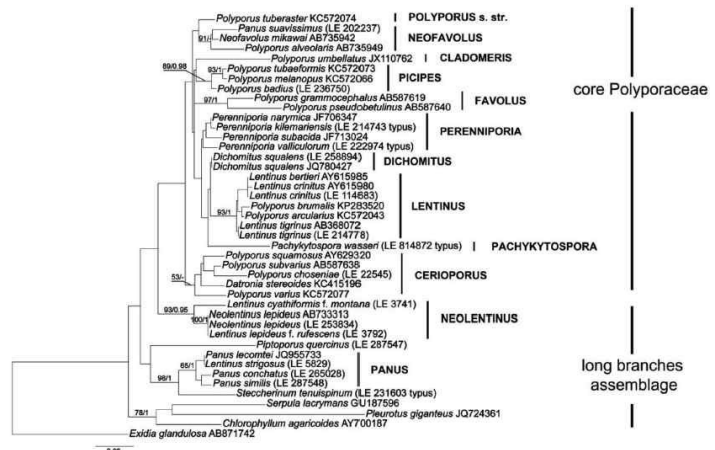 Polyporus tuberaster KC572074
POLYPORUS s. str.
Panus suavissimus (LE 202237)
91/-
Neofavolus mikawai AB735942
NEOFAVOLUS
Polyporus alveolaris AB735949
Polyporus umbellatus JX110762
CLADOMERIS
69/0.98
93/1
Polyporus tubaeformis KC572073
Polyporus melanopus KC572066
PICIPES
Polyporus badius (LE 236750)
core Polyporaceae
97/1
Polyporus grammocephalus AB587619
FAVOLUS
Polyporus pseudobetulinus AB587640
Perenniporia narymica JF706347
Perenniporia kilemariensis (LE 214743 typus)
PERENNIPORIA
Polyporus subacida JF713024
Perenniporia valliculorum (LE 222974 typus)
Dichomitus squalens (LE 258894)
DICHOMITUS
Dichomitus squalens JQ780427
Lentinus bertieri AY615985
Lentinus crinitus AY615980
Lentinus crinitus (LE 114683)
93/1
Polyporus brumalis KP283520
LENTINUS
Polyporus arcularius KC572043
Lentinus tigrinus AB368072
Lentinus tigrinus (LE 214778)
Pachykytospora wasseri (LE 814872 typus)
PACHYKYTOSPORA
Polyporus squamosus AY629320
Polyporus subvarius AB587638
53/-
Polyporus choseniae (LE 22545)
CERIOPORUS
Datronia stereoides KC415196
Polyporus varius KC572077
93/0.95
Lentinus cyathiformis f. montana (LE 3741)
100/1
Neolentinus lepideus AB733313
NEOLENTINUS
Neolentinus lepideus (LE 253834)
Lentinus lepideus f. rufescens (LE 3792)
Piptoporus quercinus (LE 287547)
65/1
Panus lecomtei JQ955733
Lentinus strigosus (LE 5829)
PANUS
long branches
assemblage
96/1
Panus conchatus (LE 265028)
Panus similis (LE 287548)
Steccherinum tenuispinum (LE 231603 typus)
78/1
Serpula lacrymans GU187596
Pleurotus giganteus JQ724361
Chlorophyllum agaricoides AY700187
Exidia glandulosa AB871742